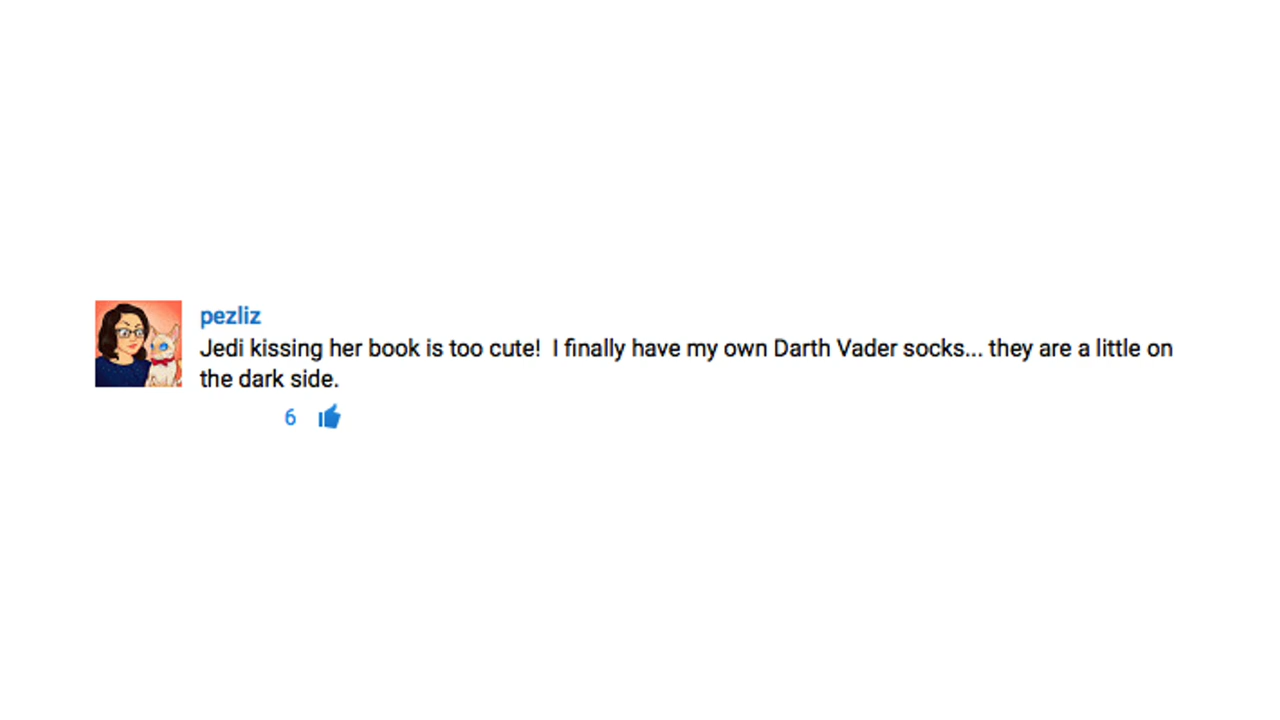 pezliz
Jedi kissing her book is too cute!  I finally have my own Darth Vader socks... they are a little on
the dark side.
6